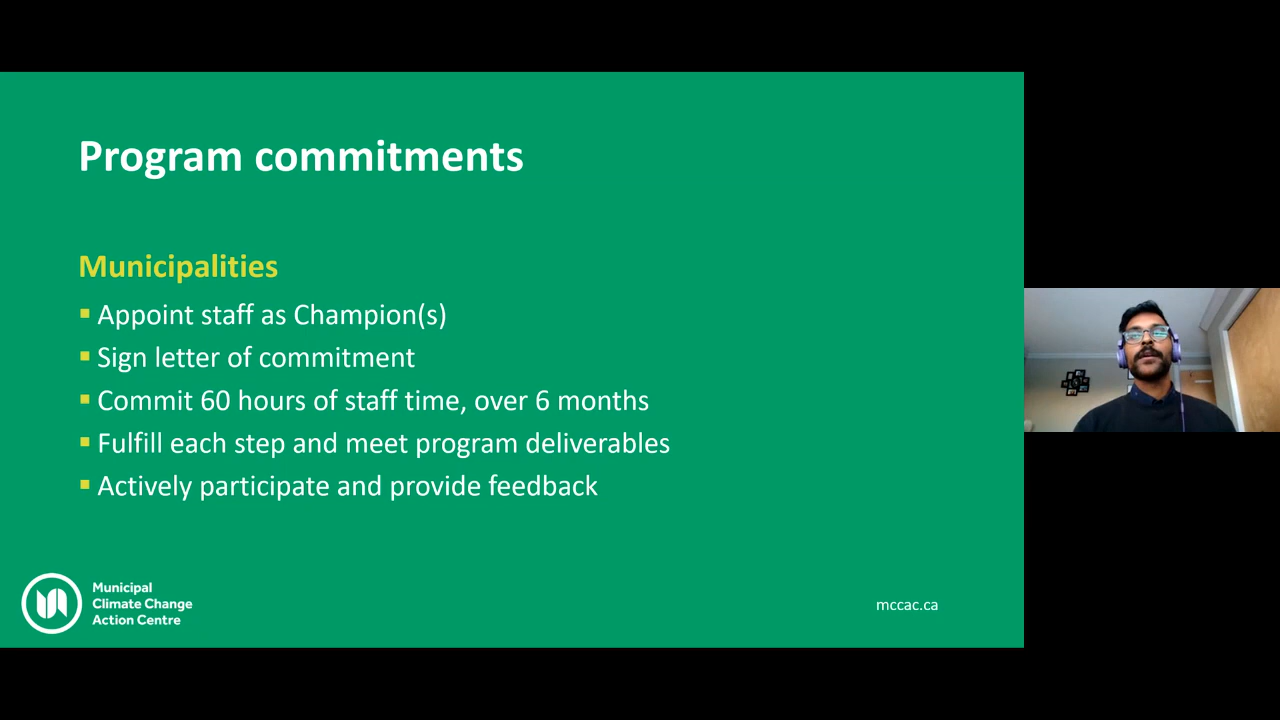 Program commitments
Municipalities
Appoint staff as Champion(s)
Sign letter of commitment
Commit 60 hours of staff time, over 6 months
Fulfill each step and meet program deliverables
Actively participate and provide feedback
Municipal
Climate Change
Action Centre
mccac.ca